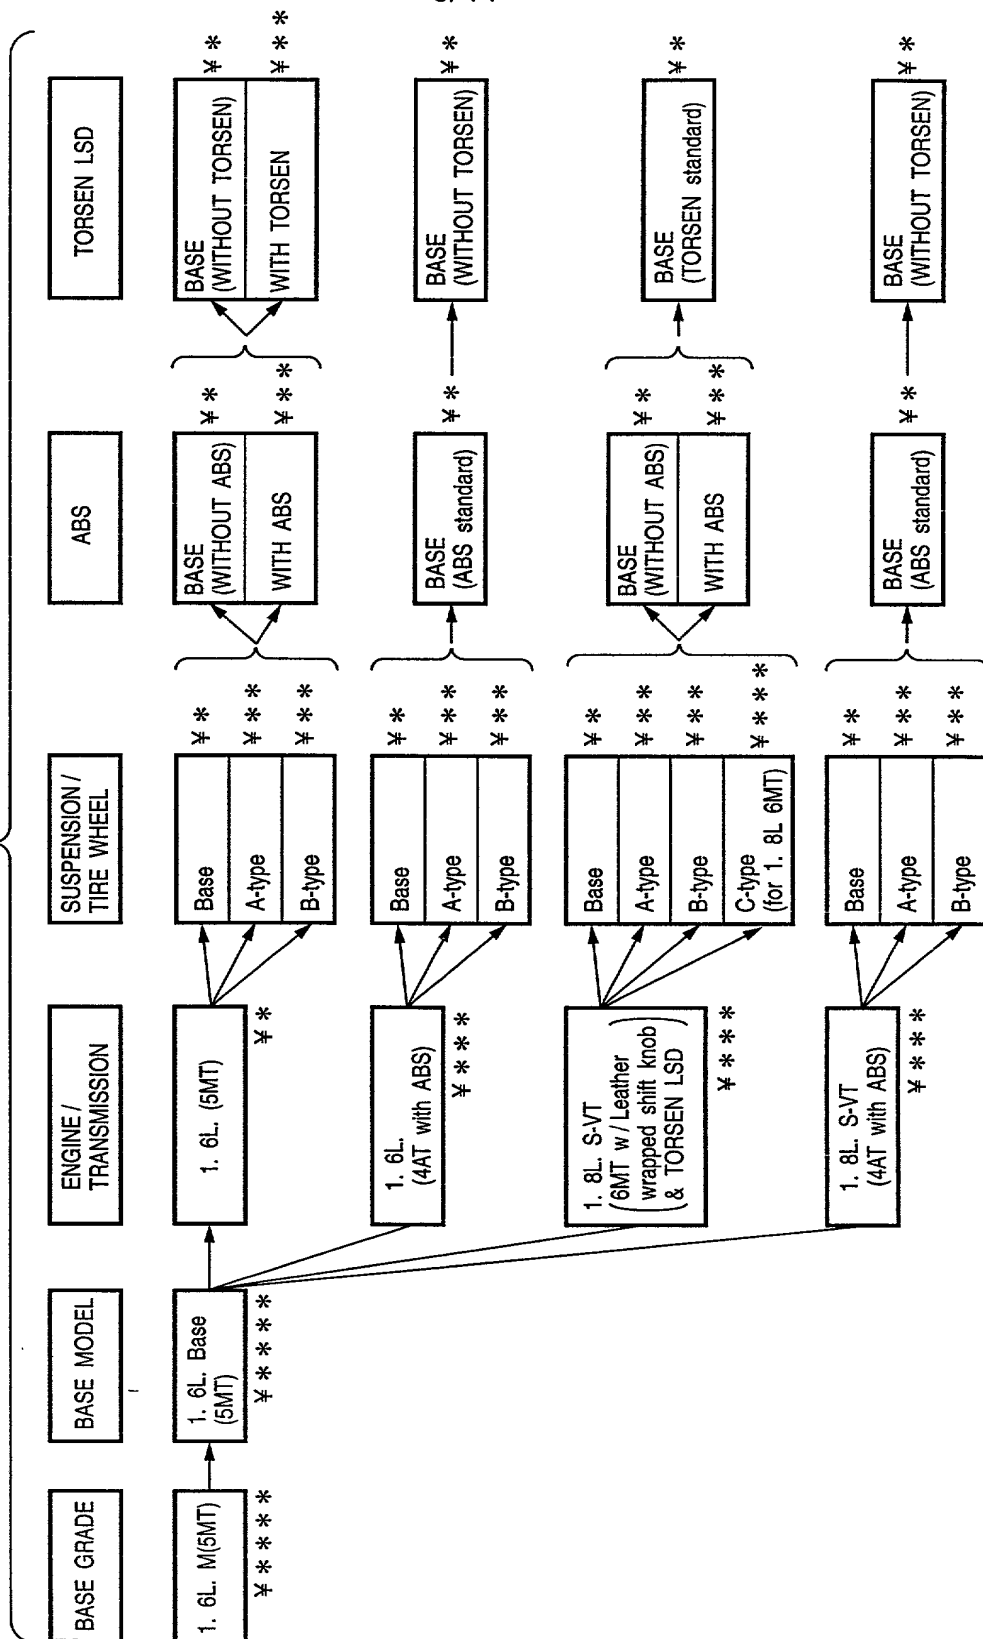 BASE GRADE
BASE MODEL
ENGINE /
TRANSMISSION
SUSPENSION /
TIRE WHEEL
ABS
TORSEN LSD
1. 6L. M(5MT)
¥ * * * *
1. 6L. Base
(5MT)
¥ * * * *
1. 6L. (5MT)
¥ *
Base
¥ *
A-type
¥ * *
B-type
¥ * *
BASE
(WITHOUT ABS)
¥ *
WITH ABS
¥ * *
BASE
(WITHOUT TORSEN)
¥ *
WITH TORSEN
¥ * *
1. 6L.
(4AT with ABS)
¥ * * *
Base
¥ *
A-type
¥ * *
B-type
¥ * *
BASE
(ABS standard)
¥ *
BASE
(WITHOUT TORSEN)
¥ *
1. 8L. S-VT
(6MT w / Leather
wrapped shift knob
& TORSEN LSD)
¥ * * *
Base
¥ *
A-type
¥ * *
B-type
¥ * *
C-type
(for 1. 8L 6MT)
¥ * * *
BASE
(WITHOUT ABS)
¥ *
WITH ABS
¥ * *
BASE
(TORSEN standard)
¥ *
1. 8L. S-VT
(4AT with ABS)
¥ * * *
Base
¥ *
A-type
¥ * *
B-type
¥ * *
BASE
(ABS standard)
¥ *
BASE
(WITHOUT TORSEN)
¥ *